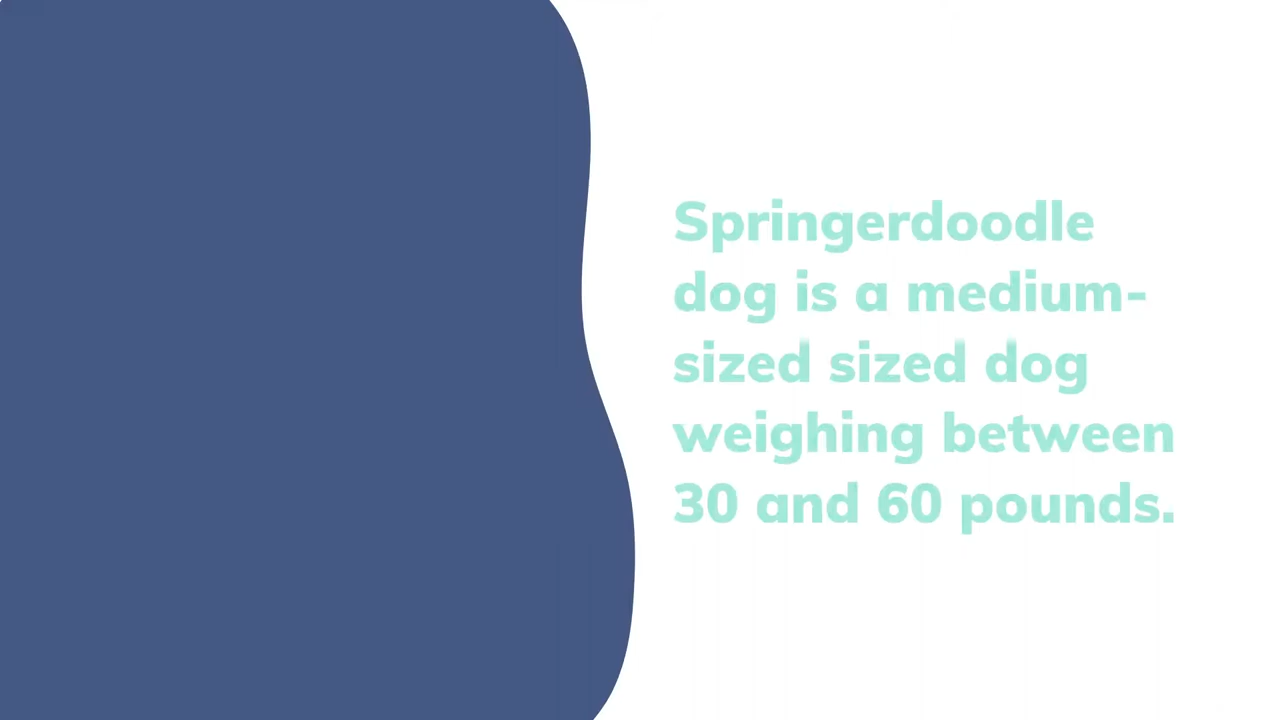 Springerdoodle
dog is a medium-
sized sized dog
weighing between
30 and 60 pounds.